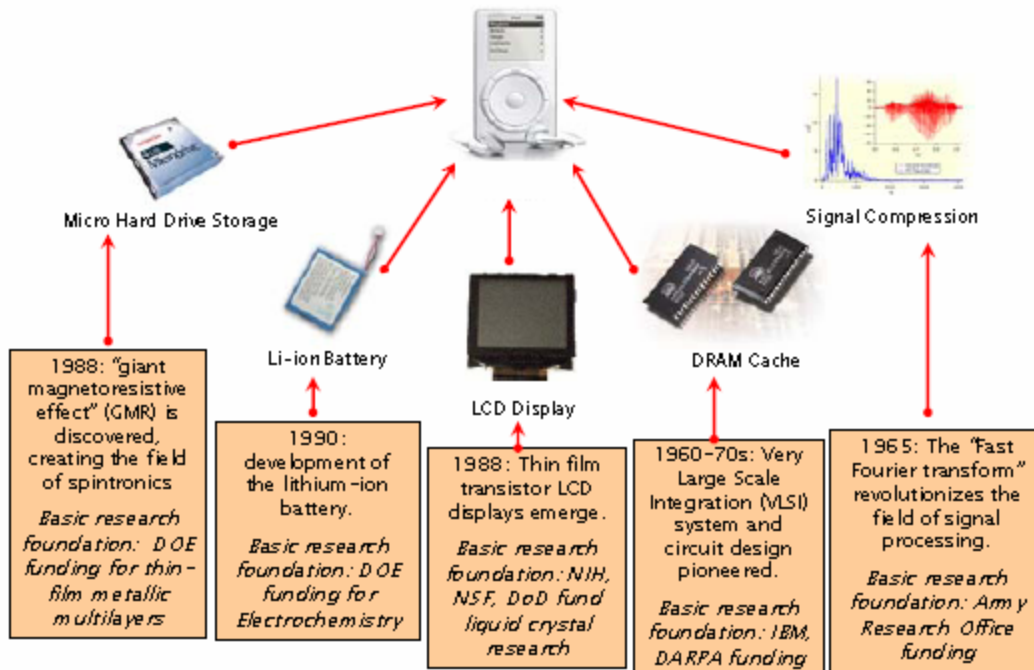 Micro Hard Drive Storage
Signal Compression
Li-ion Battery
DRAM Cache
LCD Display
1988: "giant
magnetoresistive
effect" (GMR) is
discovered,
creating the field
of spintronics
Basic research
foundation: DOE
funding for thin-
film metallic
multilayers
1990:
development of
the lithium-ion
battery.
Basic research
foundation: DOE
funding for
Electrochemistry
1988: Thin film
transistor LCD
displays emerge.
Basic research
foundation: NIH,
NSF, DoD fund
liquid crystal
research
1960-70s: Very
Large Scale
Integration (VLSI)
system and
circuit design
pioneered.
Basic research
foundation: IBM,
DARPA funding
1965: The "Fast
Fourier transform"
revolutionizes the
field of signal
processing.
Basic research
foundation: Army
Research Office
funding